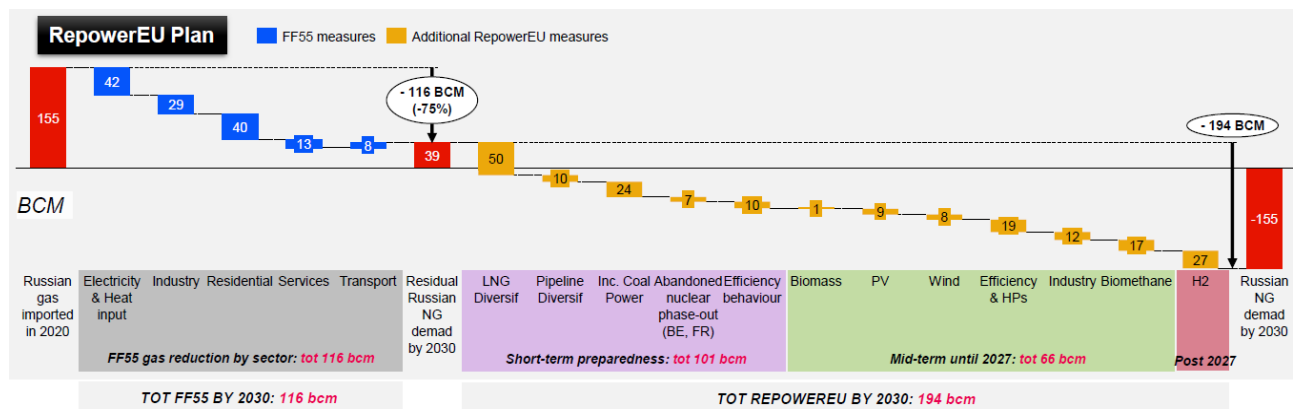 RepowerEU Plan
FF55 measures
Additional RepowerEU measures
155
42
29
40
13
8
- 116 BCM
(-75%)
39
50
10
24
7
10
1
9
8
19
12
17
27
- 194 BCM
-155
BCM
Russian
gas
imported
in 2020
Electricity
& Heat
input
Industry
Residential
Services
Transport
Residual
Russian
NG
demad
by 2030
LNG
Diversif
Pipeline
Diversif
Inc. Coal
Power
Abandoned
nuclear
phase-out
(BE, FR)
Efficiency
behaviour
Biomass
PV
Wind
Efficiency
& HPs
Industry
Biomethane
H2
Russian
NG
demad
by 2030
FF55 gas reduction by sector: tot 116 bcm
Short-term preparedness: tot 101 bcm
Mid-term until 2027: tot 66 bcm
Post 2027
TOT FF55 BY 2030: 116 bcm
TOT REPOWEREU BY 2030: 194 bcm